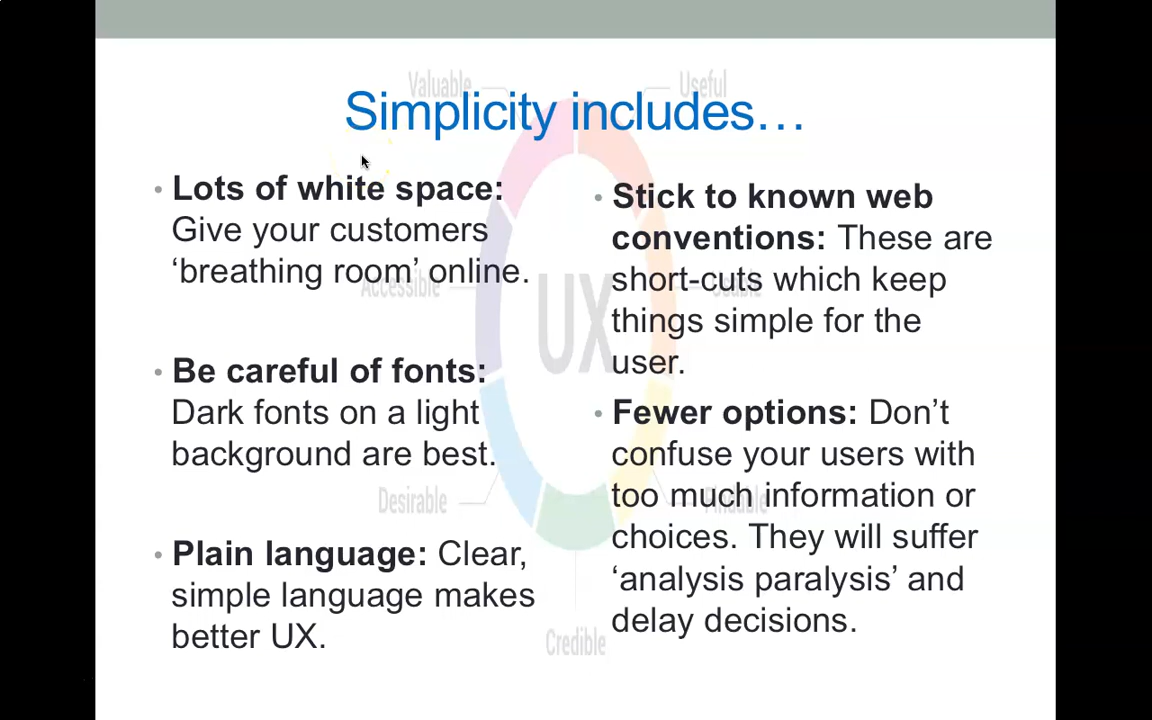 Simplicity includes…
• Lots of white space:
Give your customers
‘breathing room’ online.
• Be careful of fonts:
Dark fonts on a light
background are best.
• Plain language: Clear,
simple language makes
better UX.
• Stick to known web
conventions: These are
short-cuts which keep
things simple for the
user.
• Fewer options: Don’t
confuse your users with
too much information or
choices. They will suffer
‘analysis paralysis’ and
delay decisions.
Valuable
Useful
Accessible
UX
Usable
Desirable
Findable
Credible